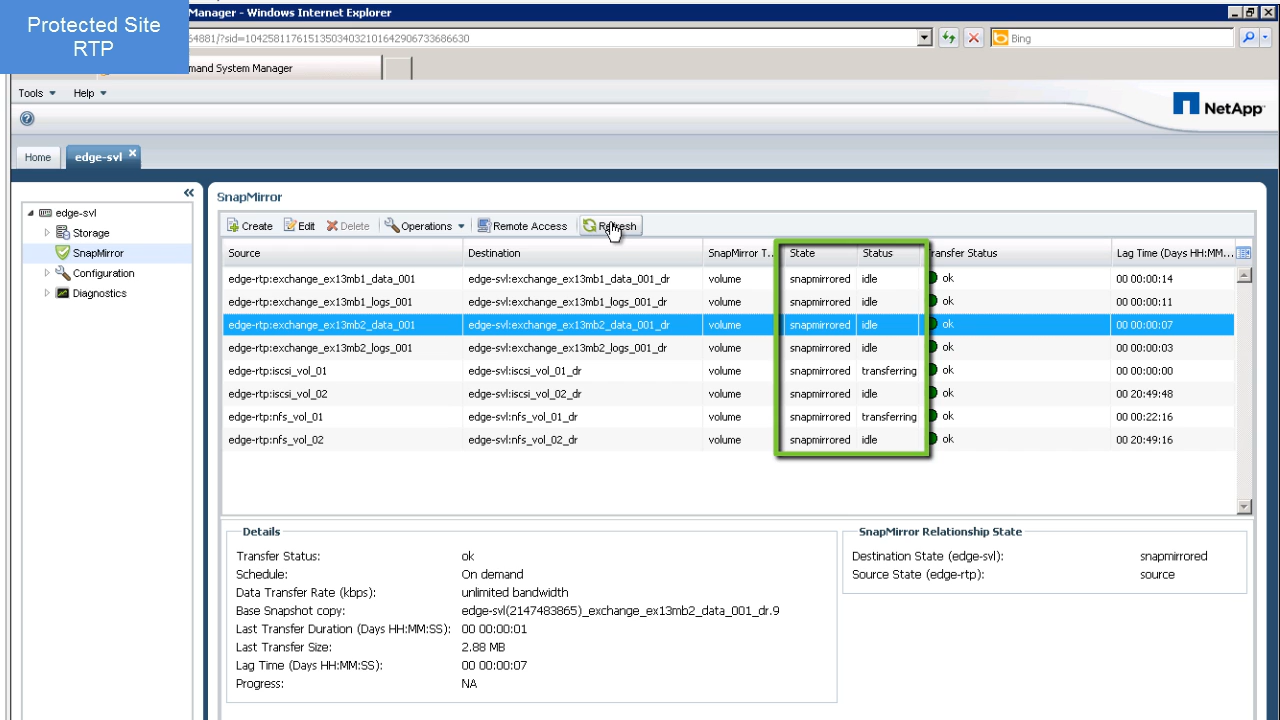 Protected Site
RTP
Manager - Windows Internet Explorer
54881/?sid=1042581176151350340321016429067336866​30
Bing
mand System Manager
Tools Help
NetApp
Home edge-svl
edge-svl
Storage
SnapMirror
Configuration
Diagnostics
SnapMirror
Create Edit Delete Operations Remote Access Refresh
Source Destination SnapMirror T... State Status ransfer Status Lag Time (Days HH:MM...
edge-rtp:exchange_ex13mb1_data_001 edge-svl:exchange_ex13mb1_data_001_dr volume snapmirrored idle ok 00 00:00:14
edge-rtp:exchange_ex13mb1_logs_001 edge-svl:exchange_ex13mb1_logs_001_dr volume snapmirrored idle ok 00 00:00:11
edge-rtp:exchange_ex13mb2_data_001 edge-svl:exchange_ex13mb2_data_001_dr volume snapmirrored idle ok 00 00:00:07
edge-rtp:exchange_ex13mb2_logs_001 edge-svl:exchange_ex13mb2_logs_001_dr volume snapmirrored idle ok 00 00:00:03
edge-rtp:iscsi_vol_01 edge-svl:iscsi_vol_01_dr volume snapmirrored transferring ok 00 00:00:00
edge-rtp:iscsi_vol_02 edge-svl:iscsi_vol_02_dr volume snapmirrored idle ok 00 20:49:48
edge-rtp:nfs_vol_01 edge-svl:nfs_vol_01_dr volume snapmirrored transferring ok 00 00:22:16
edge-rtp:nfs_vol_02 edge-svl:nfs_vol_02_dr volume snapmirrored idle ok 00 20:49:16
Details
Transfer Status: ok
Schedule: On demand
Data Transfer Rate (kbps): unlimited bandwidth
Base Snapshot copy: edge-svl(2147483865)_exchange_ex13mb2_data_001_dr.9
Last Transfer Duration (Days HH:MM:SS): 00 00:00:01
Last Transfer Size: 2.88 MB
Lag Time (Days HH:MM:SS): 00 00:00:07
Progress: NA
SnapMirror Relationship State
Destination State (edge-svl): snapmirrored
Source State (edge-rtp): source